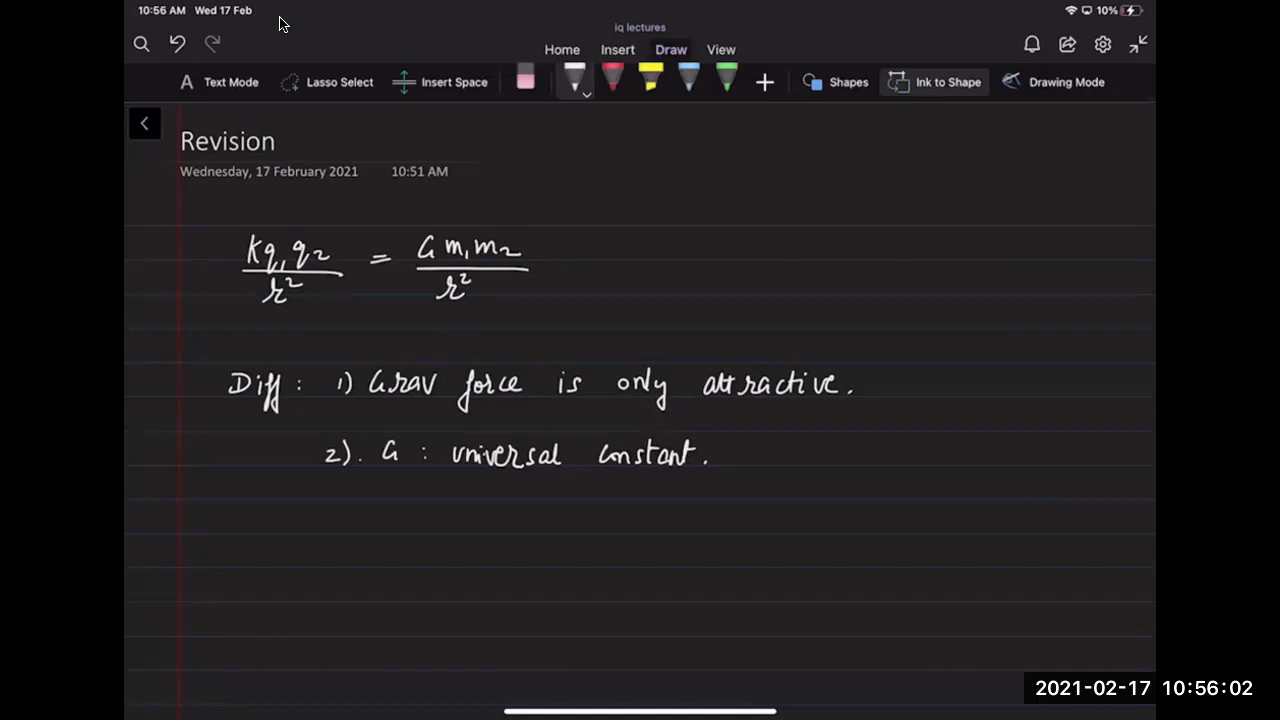 10:56 AM Wed 17 Feb
10%
iq lectures
Home Insert Draw View
Text Mode Lasso Select Insert Space Shapes Ink to Shape Drawing Mode
Revision
Wednesday, 17 February 2021 10:51 AM
Kq₁q₂/r² = Gm₁m₂/r²
Diff : 1) Grav force is only attractive.
2). G : universal constant.
2021-02-17 10:56:02